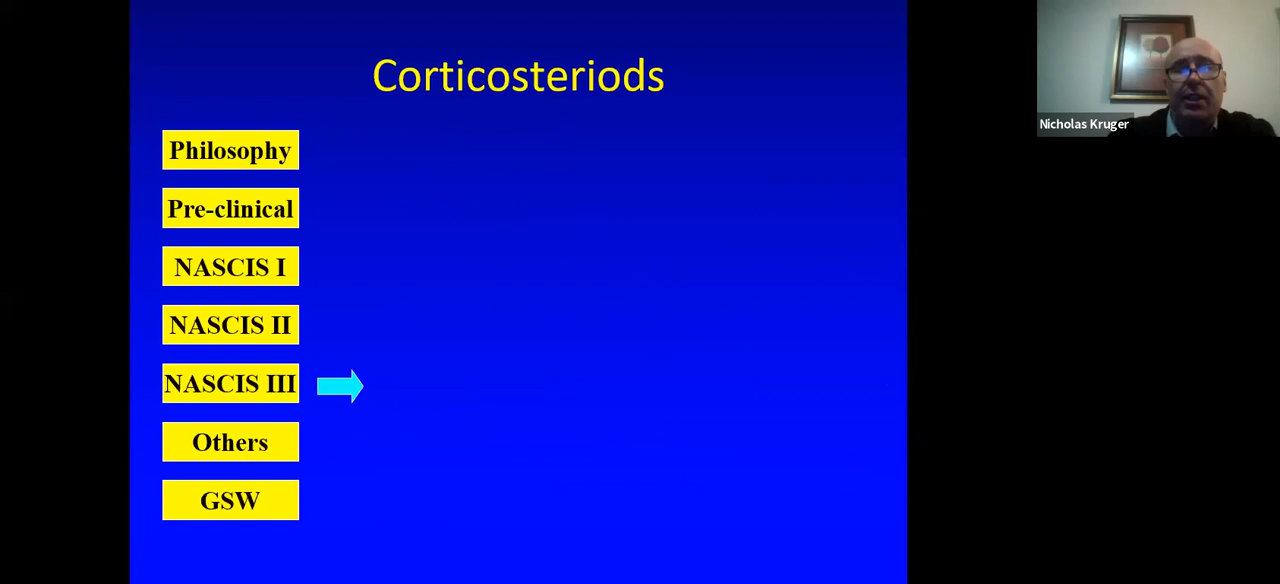 Corticosteriods
Philosophy
Pre-clinical
NASCIS I
NASCIS II
NASCIS III
Others
GSW
Nicholas Kruger